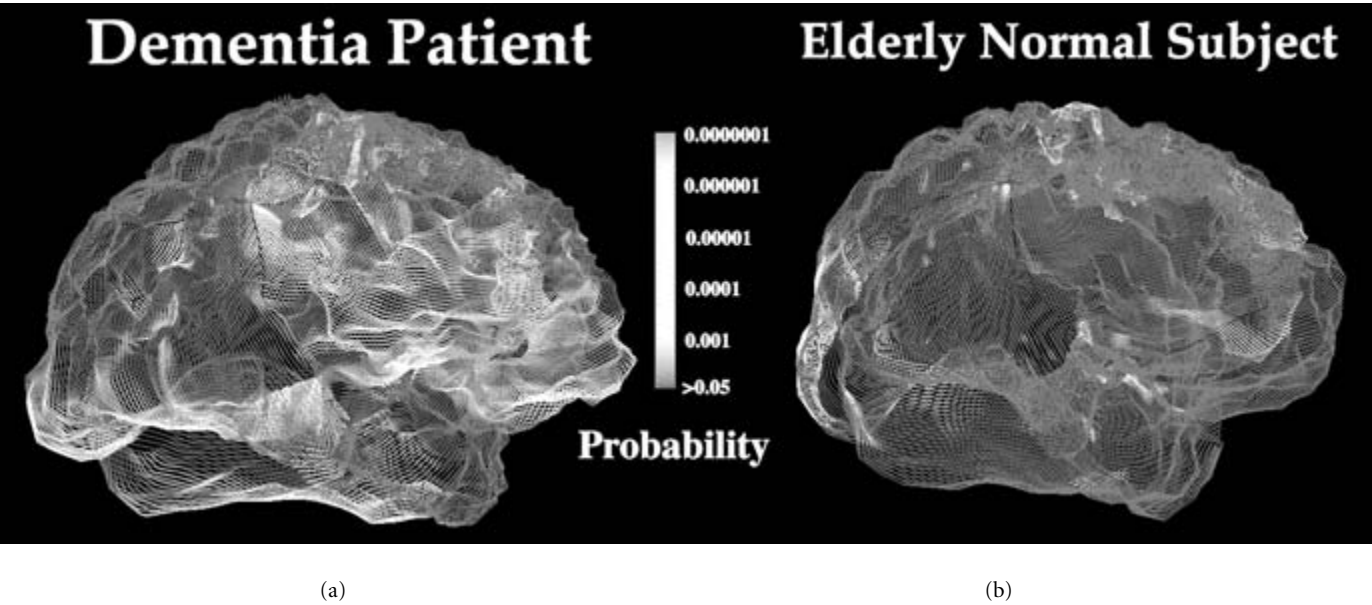 Dementia Patient
Elderly Normal Subject
0.0000001
0.000001
0.00001
0.0001
0.001
>0.05
Probability
(a)
(b)